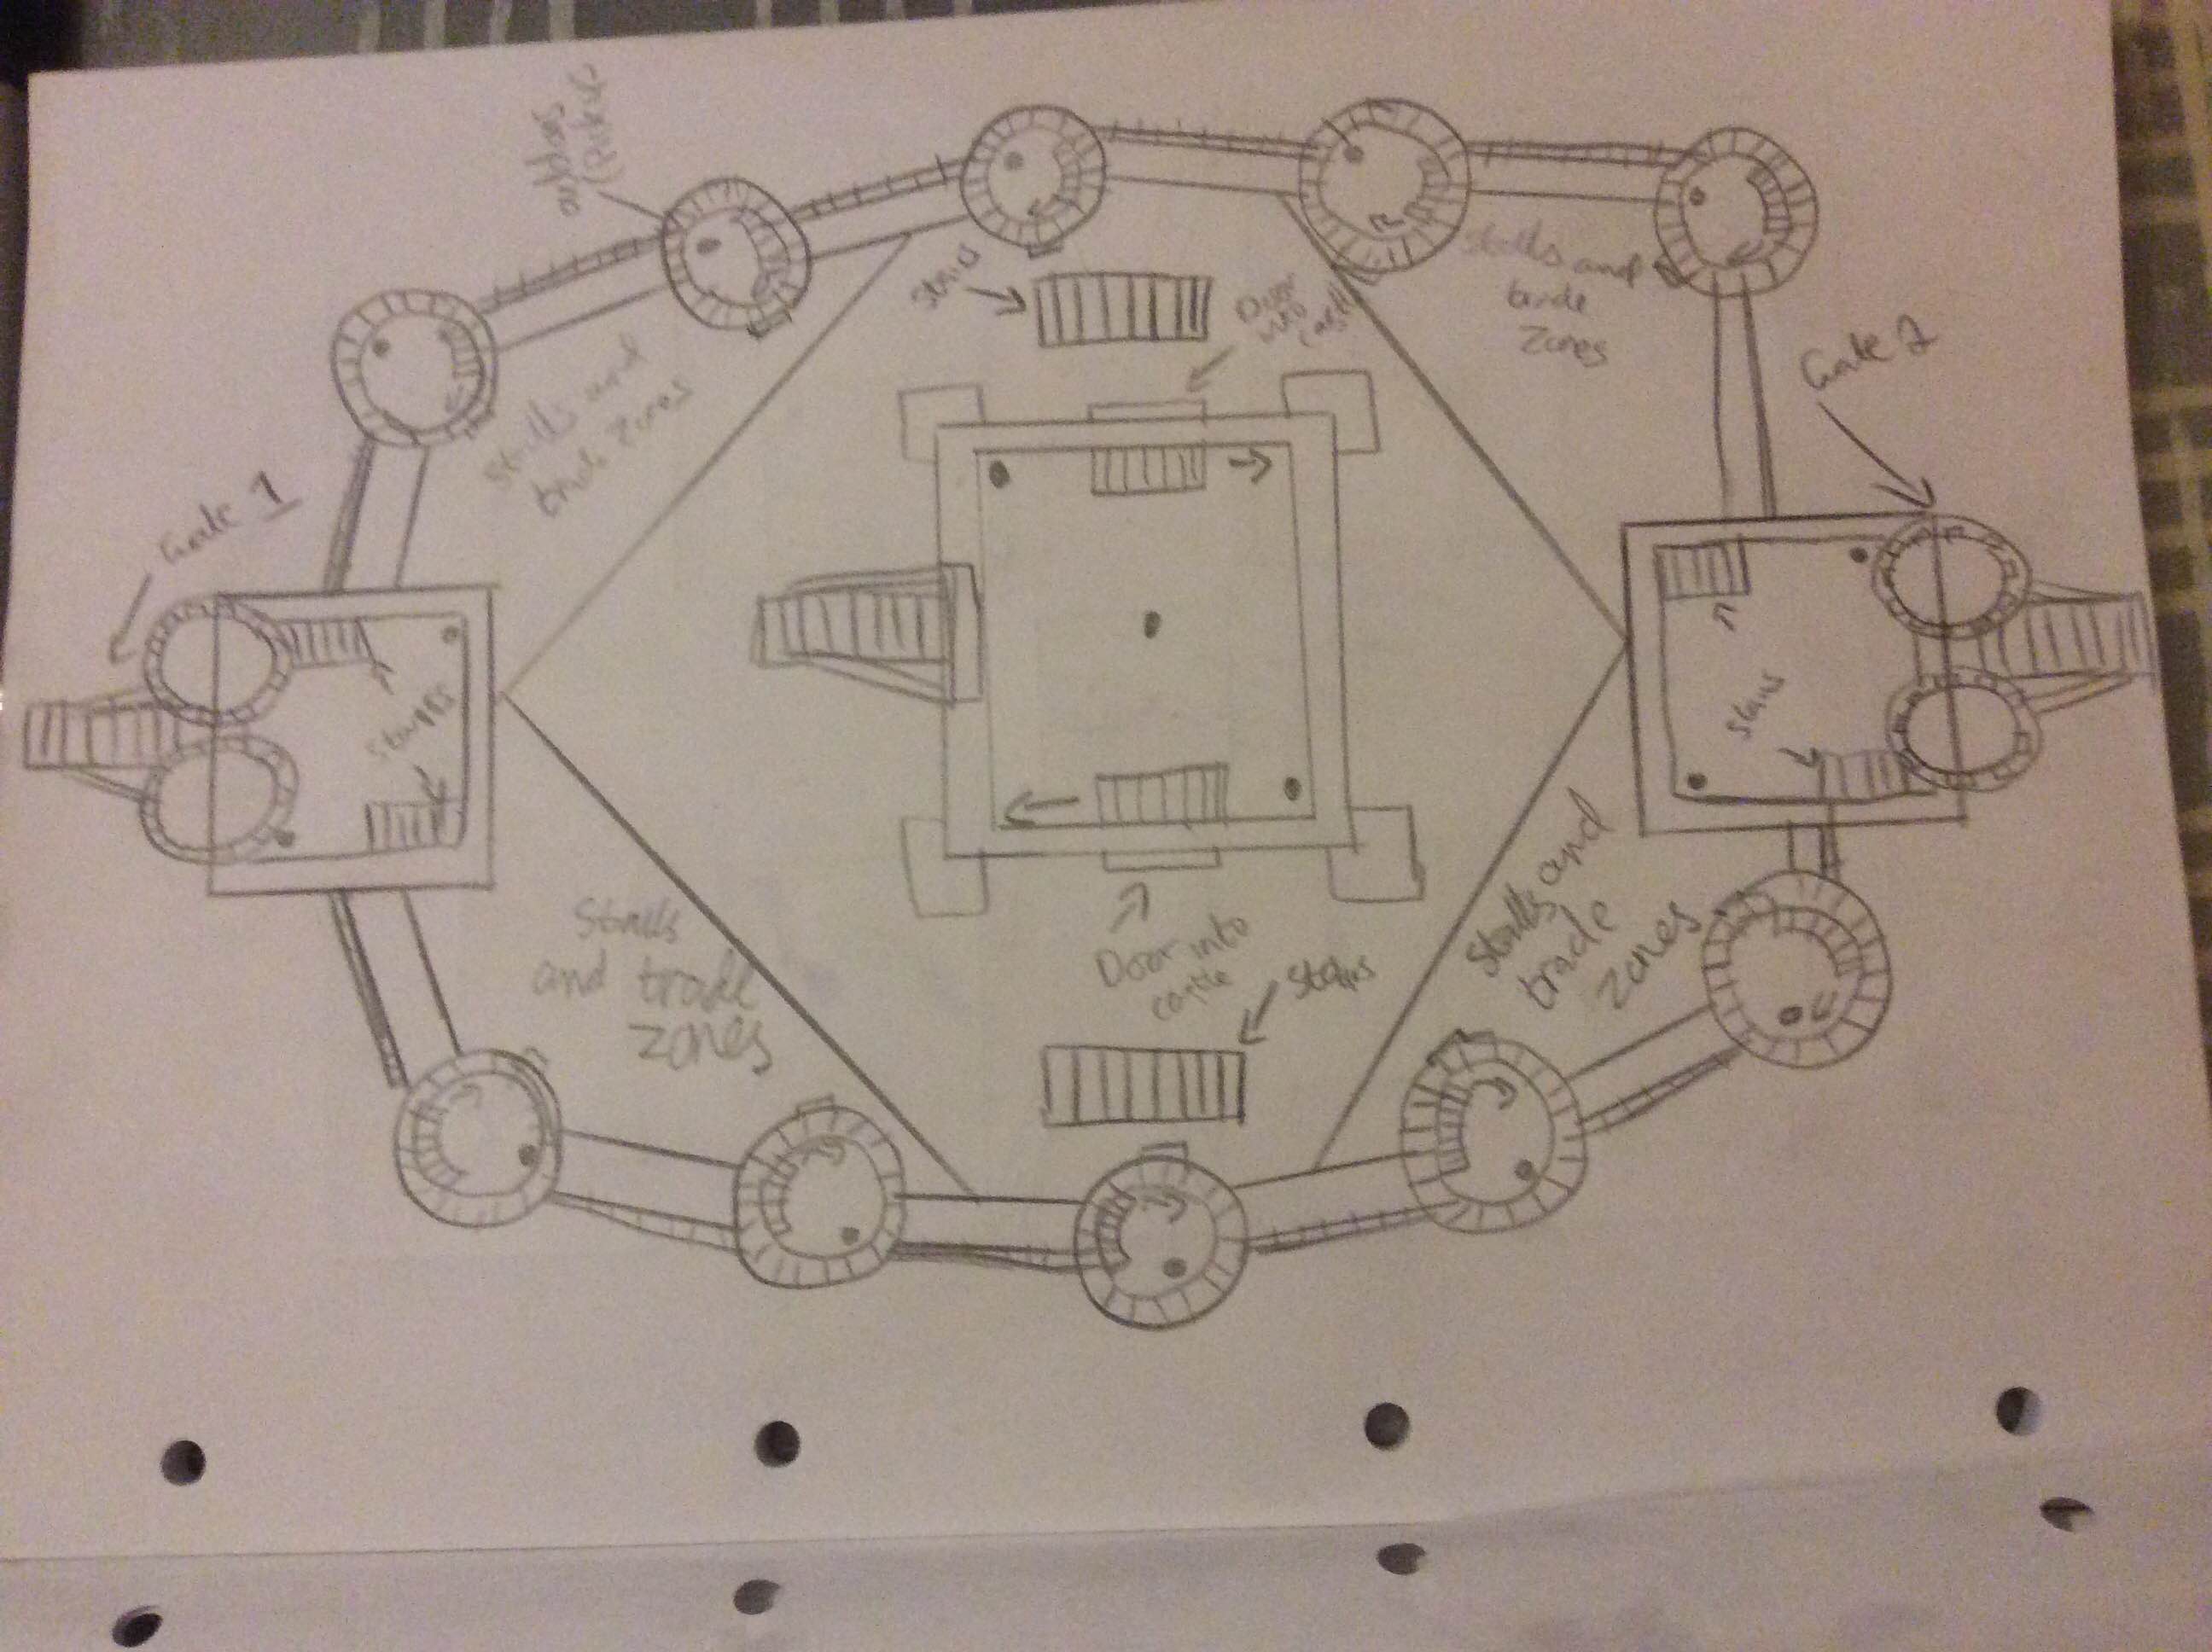 Stairs
Door
into
castle
Stalls and
trade
Zones
Gate 2
Stalls and
trade zones
Gate 1
Stairs
Stairs
Stalls
and trade
zones
Door into
castle
Stairs
Stalls and
trade
zones